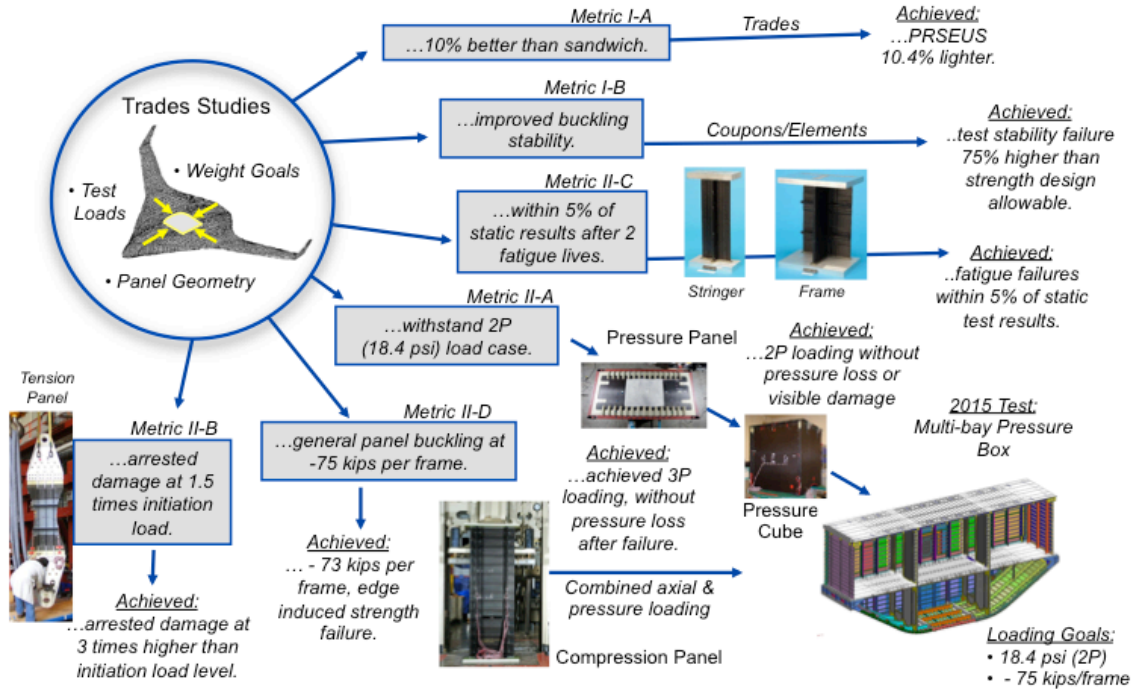 Trades Studies
• Weight Goals
• Test
Loads
• Panel Geometry
Metric I-A
…10% better than sandwich.
Trades
Achieved:
…PRSEUS
10.4% lighter.
Metric I-B
…improved buckling
stability.
Coupons/Elements
Achieved:
..test stability failure
75% higher than
strength design
allowable.
Metric II-C
…within 5% of
static results after 2
fatigue lives.
Stringer
Frame
Achieved:
..fatigue failures
within 5% of static
test results.
Metric II-A
…withstand 2P
(18.4 psi) load case.
Pressure Panel
Achieved:
…achieved 3P
loading, without
pressure loss
after failure.
Achieved:
…2P loading without
pressure loss or
visible damage
Pressure
Cube
2015 Test:
Multi-bay Pressure
Box
Tension
Panel
Metric II-B
…arrested
damage at 1.5
times initiation
load.
Achieved:
…arrested damage at
3 times higher than
initiation load level.
Metric II-D
…general panel buckling at
-75 kips per frame.
Achieved:
… - 73 kips per
frame, edge
induced strength
failure.
Combined axial &
pressure loading
Compression Panel
Loading Goals:
• 18.4 psi (2P)
• - 75 kips/frame